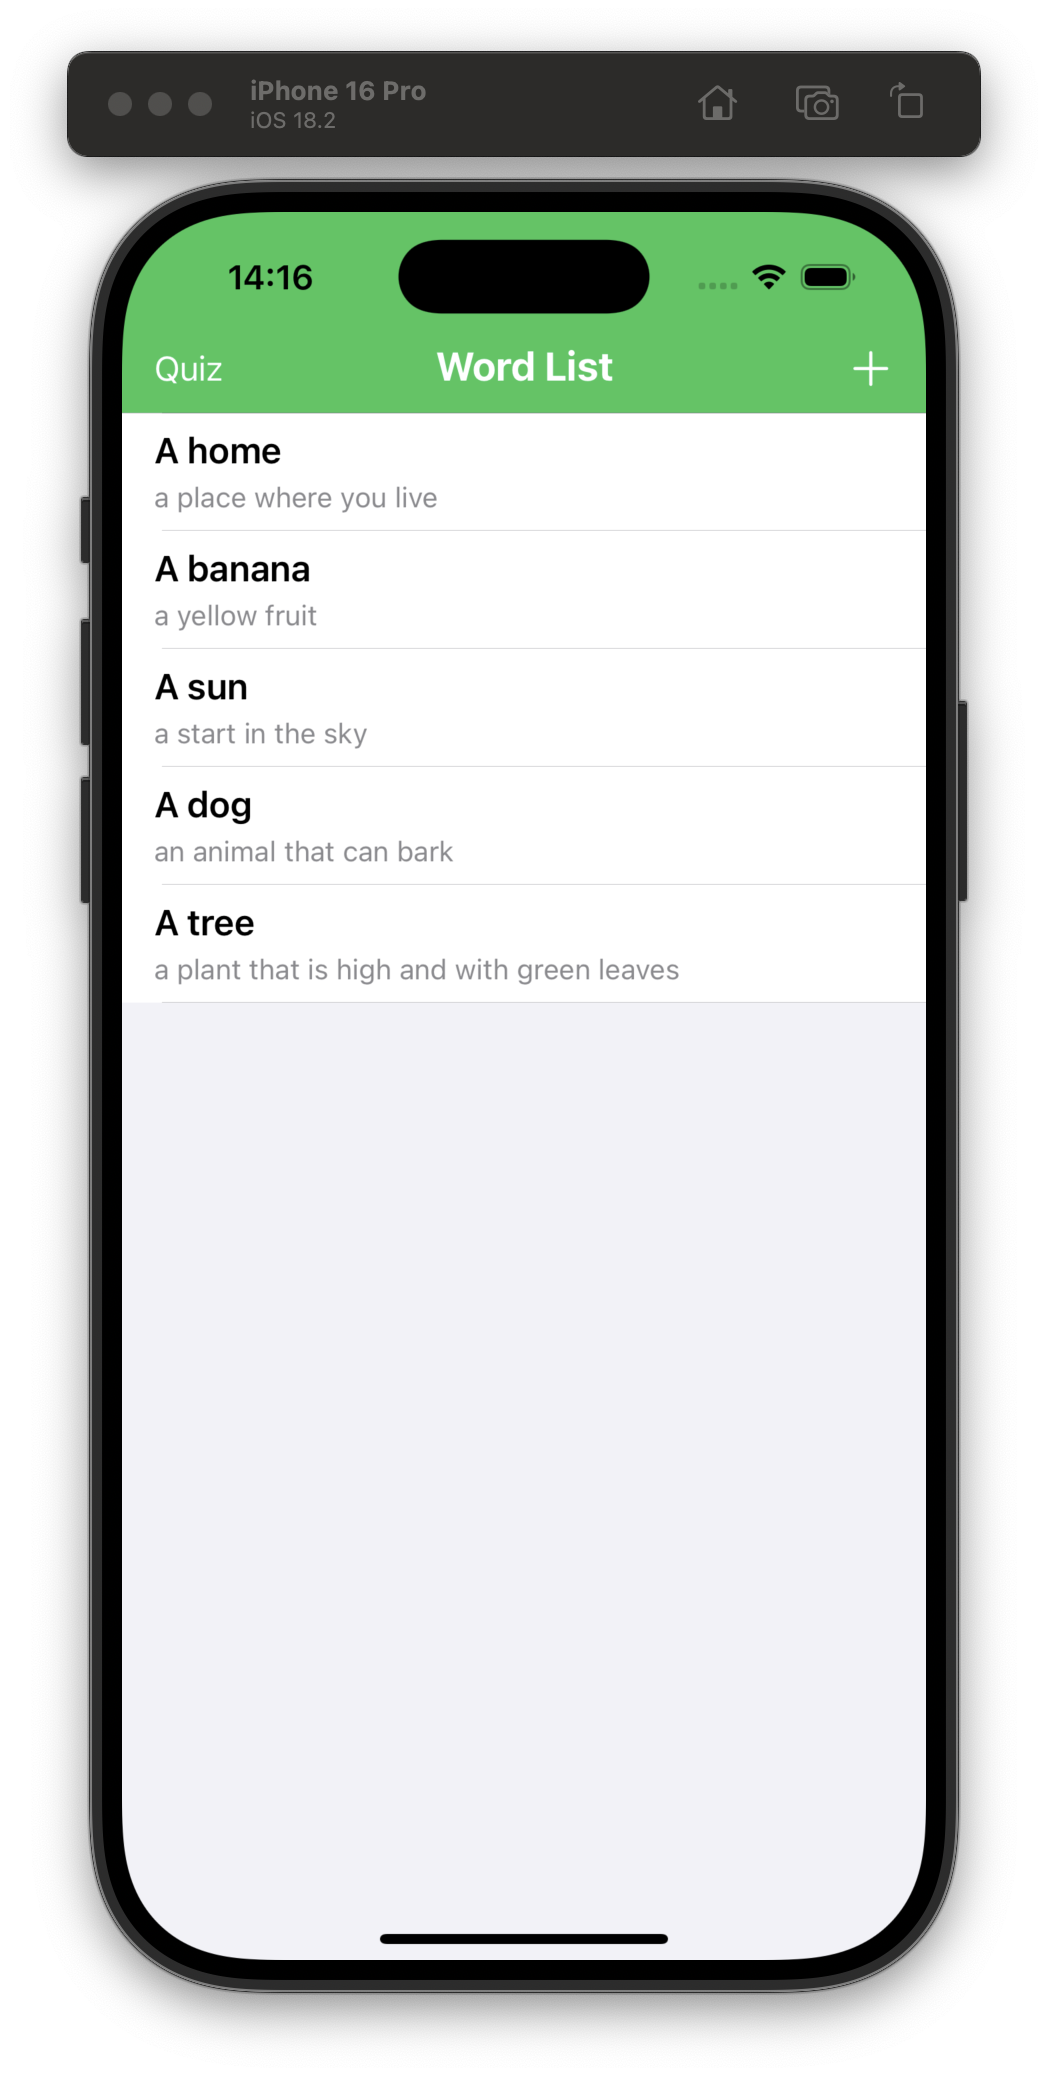 iPhone 16 Pro
iOS 18.2
14:16
Quiz Word List +
A home
a place where you live
A banana
a yellow fruit
A sun
a start in the sky
A dog
an animal that can bark
A tree
a plant that is high and with green leaves